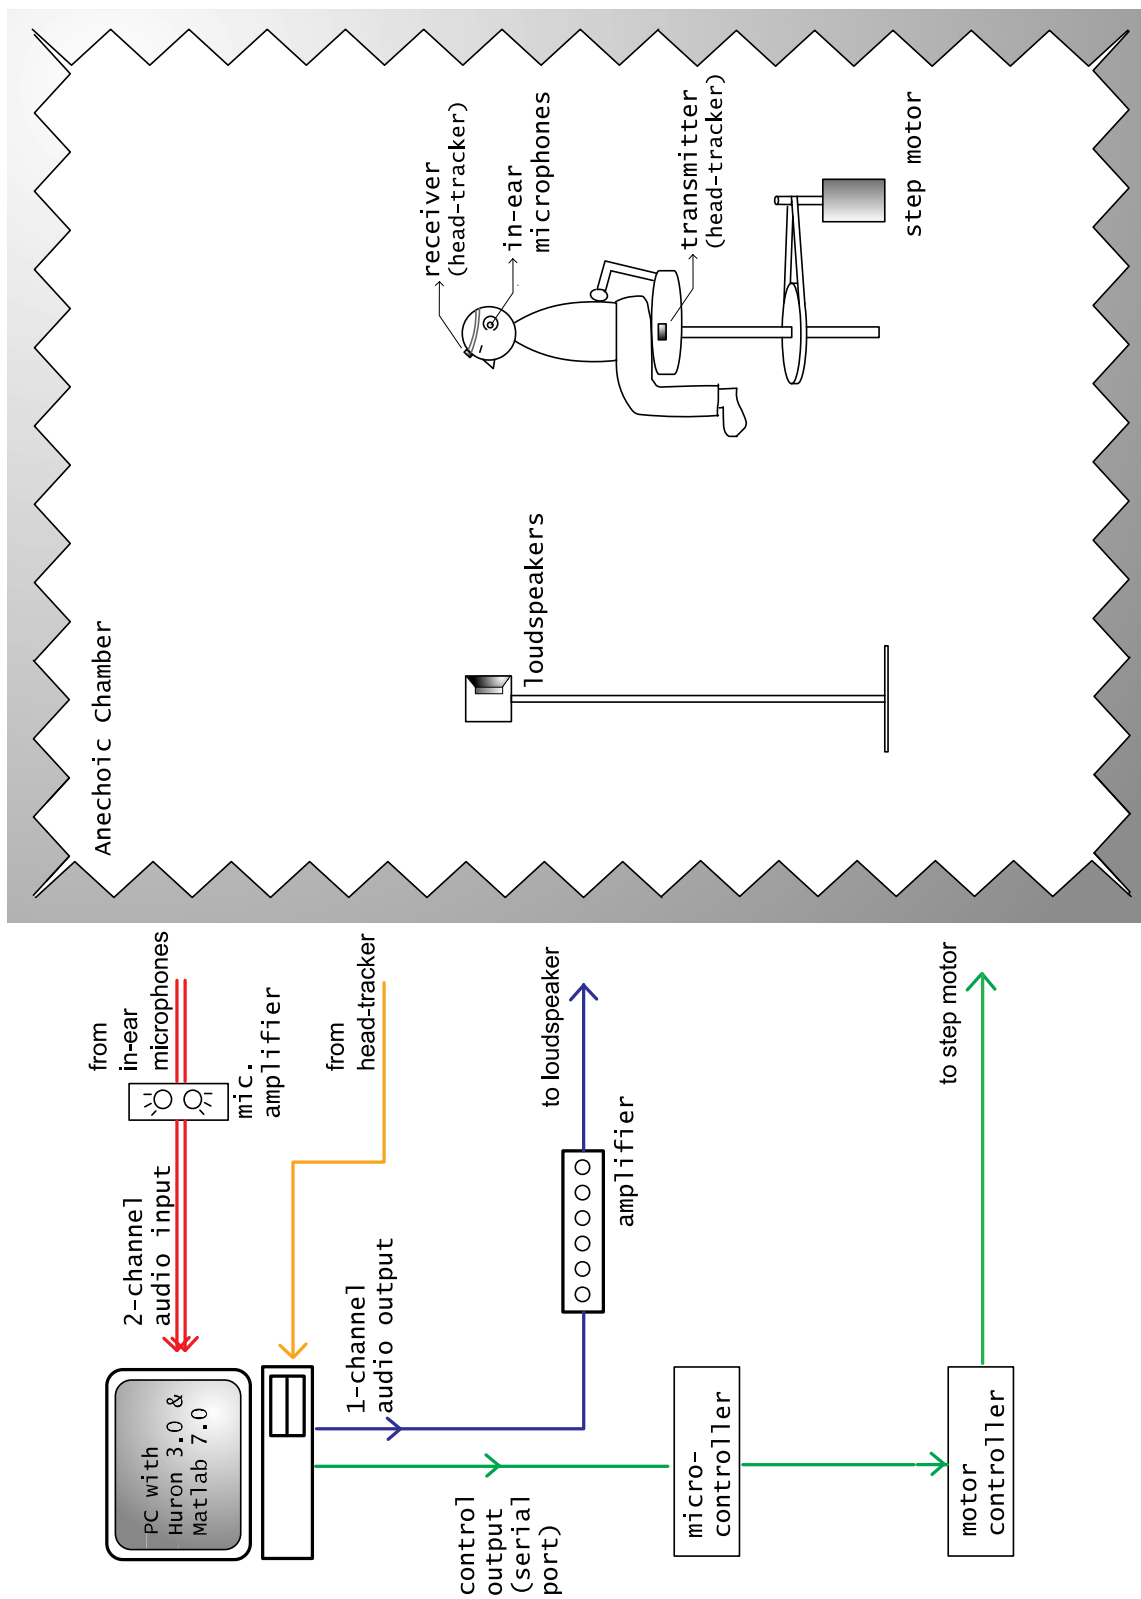 PC with
Huron 3.0 &
Matlab 7.0
2-channel
audio input
mic.
amplifier
from
in-ear
microphones
from
head-tracker
1-channel
audio output
amplifier
to loudspeaker
control
output
(serial
port)
micro-
controller
motor
controller
to step motor
Anechoic Chamber
loudspeakers
receiver
(head-tracker)
in-ear
microphones
transmitter
(head-tracker)
step motor